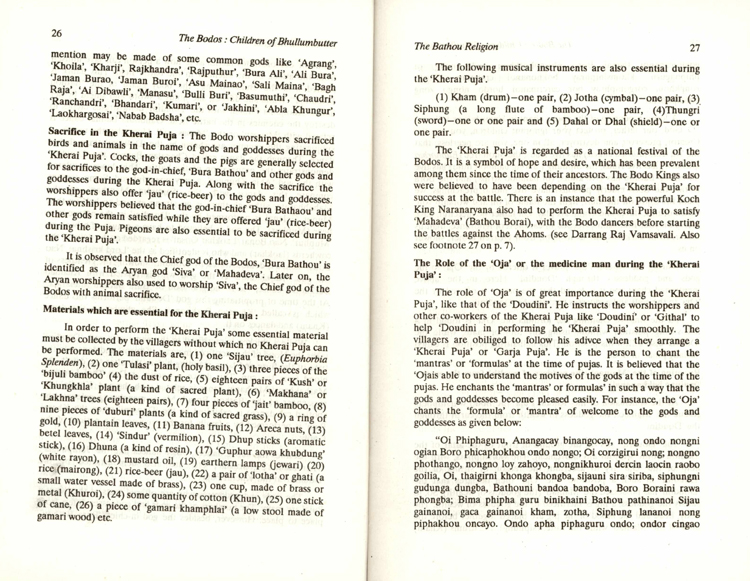 26
The Bodos : Children of Bhullumbutter
mention may be made of some common gods like 'Agrang',
'Khoila', 'Kharji', Rajkhandra', 'Rajputhur', 'Bura Ali', 'Ali Bura',
'Jaman Burao, 'Jaman Buroi', 'Asu Mainao', 'Sali Maina', 'Bagh
Raja', 'Ai Dibawli', 'Manasu', 'Bulli Buri', 'Basumuthi', 'Chaudri',
'Ranchandri', 'Bhandari', 'Kumari', or 'Jakhini', 'Abla Khungur',
'Laokhargosai', 'Nabab Badsha', etc.
Sacrifice in the Kherai Puja : The Bodo worshippers sacrificed
birds and animals in the name of gods and goddesses during the
'Kherai Puja'. Cocks, the goats and the pigs are generally selected
for sacrifices to the god-in-chief, 'Bura Bathou' and other gods and
goddesses during the Kherai Puja. Along with the sacrifice the
worshippers also offer 'jau' (rice-beer) to the gods and goddesses.
The worshippers believed that the god-in-chief 'Bura Bathaou' and
other gods remain satisfied while they are offered 'jau' (rice-beer)
during the Puja. Pigeons are also essential to be sacrificed during
the 'Kherai Puja'.
It is observed that the Chief god of the Bodos, 'Bura Bathou' is
identified as the Aryan god 'Siva' or 'Mahadeva'. Later on, the
Aryan worshippers also used to worship 'Siva', the Chief god of the
Bodos with animal sacrifice.
Materials which are essential for the Kherai Puja :
In order to perform the 'Kherai Puja' some essential material
must be collected by the villagers without which no Kherai Puja can
be performed. The materials are, (1) one 'Sijau' tree, (Euphorbia
Splenden), (2) one 'Tulasi' plant, (holy basil), (3) three pieces of the
'bijuli bamboo' (4) the dust of rice, (5) eighteen pairs of 'Kush' or
'Khungkhla' plant (a kind of sacred plant), (6) 'Makhana' or
'Lakhna' trees (eighteen pairs), (7) four pieces of 'jait' bamboo, (8)
nine pieces of 'duburi' plants (a kind of sacred grass), (9) a ring of
gold, (10) plantain leaves, (11) Banana fruits, (12) Areca nuts, (13)
betel leaves, (14) 'Sindur' (vermilion), (15) Dhup sticks (aromatic
stick), (16) Dhuna (a kind of resin), (17) 'Guphur aowa khubdung'
(white rayon), (18) mustard oil, (19) earthern lamps (jewari) (20)
rice (mairong), (21) rice-beer (jau), (22) a pair of 'lotha' or ghati (a
small water vessel made of brass), (23) one cup, made of brass or
metal (Khuroi), (24) some quantity of cotton (Khun), (25) one stick
of cane, (26) a piece of 'gamari khamphlai' (a low stool made of
gamari wood) etc.
The Bathou Religion
27
The following musical instruments are also essential during
the 'Kherai Puja'.
(1) Kham (drum)—one pair, (2) Jotha (cymbal)—one pair, (3)
Siphung (a long flute of bamboo)—one pair, (4)Thungri
(sword)—one or one pair and (5) Dahal or Dhal (shield)—one or
one pair.
The 'Kherai Puja' is regarded as a national festival of the
Bodos. It is a symbol of hope and desire, which has been prevalent
among them since the time of their ancestors. The Bodo Kings also
were believed to have been depending on the 'Kherai Puja' for
success at the battle. There is an instance that the powerful Koch
King Naranaryana also had to perform the Kherai Puja to satisfy
'Mahadeva' (Bathou Borai), with the Bodo dancers before starting
the battles against the Ahoms. (see Darrang Raj Vamsavali. Also
see footnote 27 on p. 7).
The Role of the 'Oja' or the medicine man during the 'Kherai
Puja' :
The role of 'Oja' is of great importance during the 'Kherai
Puja', like that of the 'Doudini'. He instructs the worshippers and
other co-workers of the Kherai Puja like 'Doudini' or 'Githal' to
help 'Doudini in performing he 'Kherai Puja' smoothly. The
villagers are obiliged to follow his adivce when they arrange a
'Kherai Puja' or 'Garja Puja'. He is the person to chant the
'mantras' or 'formulas' at the time of pujas. It is believed that the
'Ojais able to understand the motives of the gods at the time of the
pujas. He enchants the 'mantras' or formulas' in such a way that the
gods and goddesses become pleased easily. For instance, the 'Oja'
chants the 'formula' or 'mantra' of welcome to the gods and
goddesses as given below:
"Oi Phiphaguru, Anangacay binangocay, nong ondo nongni
ogian Boro phicaphokhou ondo nongo; Oi corzigirui nong; nongno
phothango, nongno loy zahoyo, nongnikhuroi dercin laocin raobo
goilia, Oi, thaigirni khonga khongba, sijauni sira siriba, siphungni
gudunga dungba, Bathouni bandoa bandoba, Boro Boraini rawa
phongba; Bima phipha guru binikhaini Bathou pathinanoi Sijau
gainanoi, gaca gainanoi kham, zotha, Siphung lananoi nong
piphakhou oncayo. Ondo apha piphaguru ondo; ondor cingao